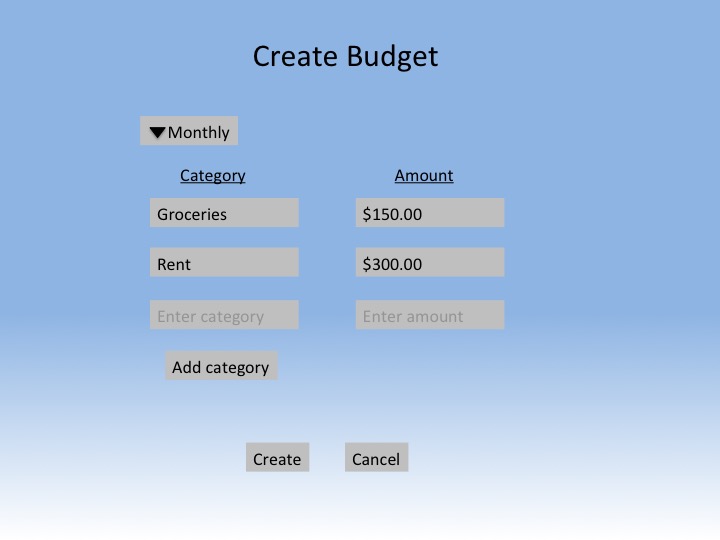 Create Budget
Monthly
Category Amount
Groceries $150.00
Rent $300.00
Enter category Enter amount
Add category
Create Cancel